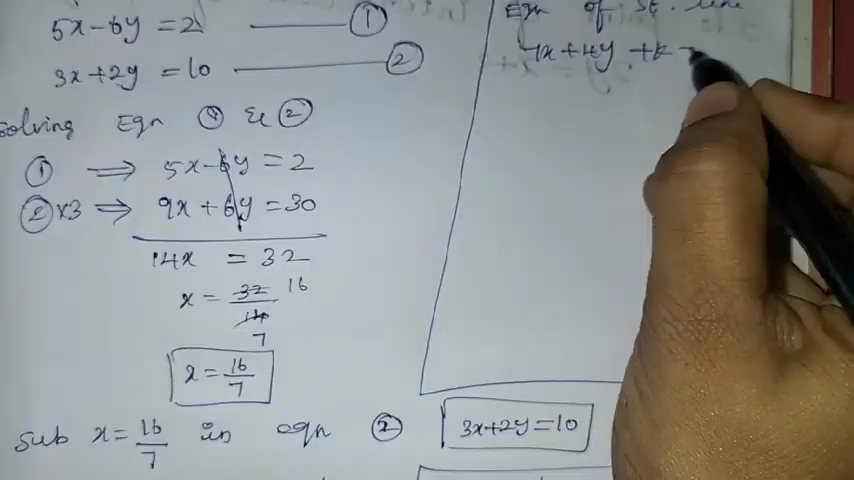 5x-6y = 2 ①
3x+2y = 10 ②
Solving Eqn ① & ②
① ⟹ 5x-6y = 2
②x3 ⟹ 9x+6y = 30
14x = 32
x = 32/14 16/7
x = 16/7
Sub x = 16/7 in eqn ② 3x+2y = 10
Eqn of St. line
7x+4y +k =